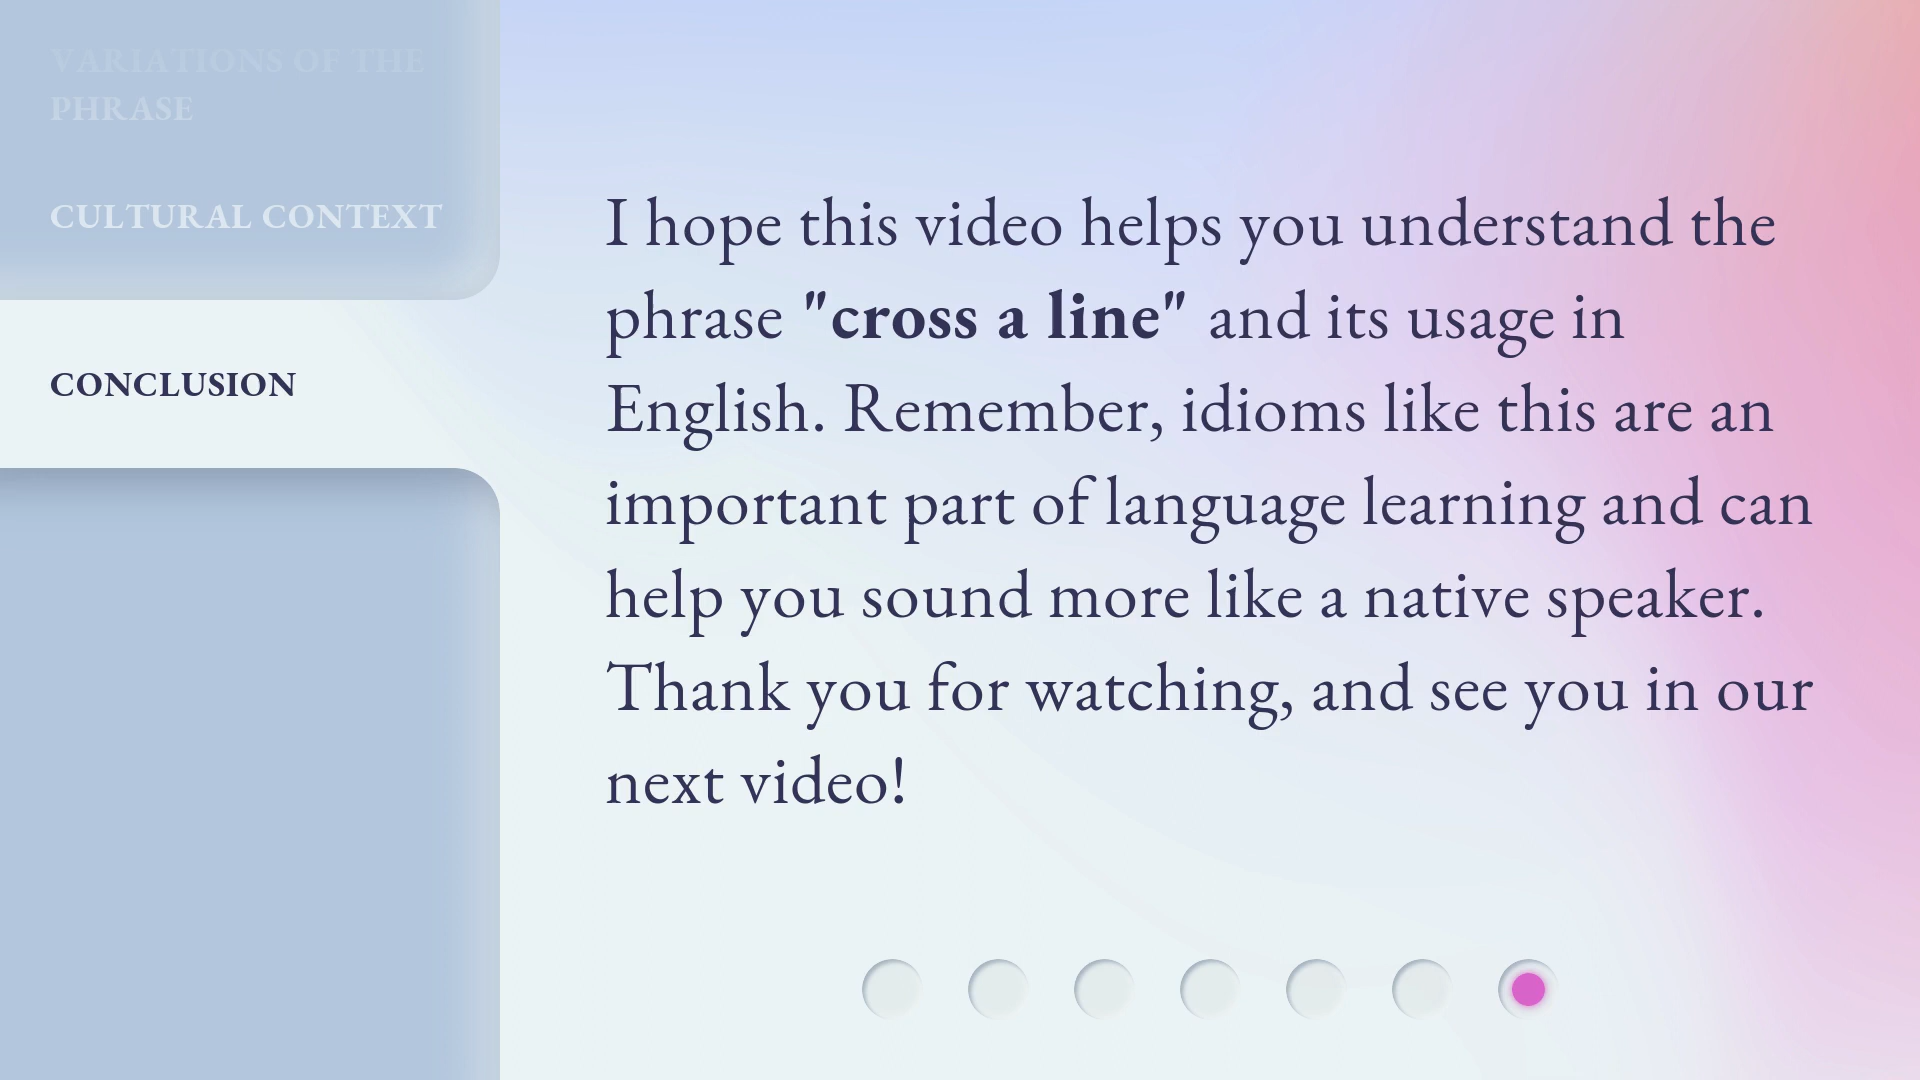 VARIATIONS OF THE
PHRASE
CULTURAL CONTEXT
CONCLUSION
I hope this video helps you understand the
phrase "cross a line" and its usage in
English. Remember, idioms like this are an
important part of language learning and can
help you sound more like a native speaker.
Thank you for watching, and see you in our
next video!